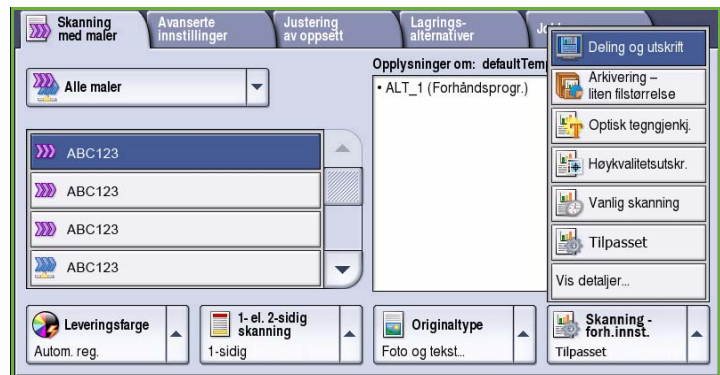 Skanning
med maler
Avanserte
innstillinger
Justering
av oppsett
Lagrings-
alternativer
Alle maler
ABC123
ABC123
ABC123
ABC123
Opplysninger om: defaultTem
• ALT_1 (Forhåndsprogr.)
Deling og utskrift
Arkivering –
liten filstørrelse
Optisk tegngjenkj.
Høykvalitetsutskr.
Vanlig skanning
Tilpasset
Vis detaljer...
Leveringsfarge
Autom. reg.
1- el. 2-sidig
skanning
1-sidig
Originaltype
Foto og tekst...
Skanning -
forh.innst.
Tilpasset